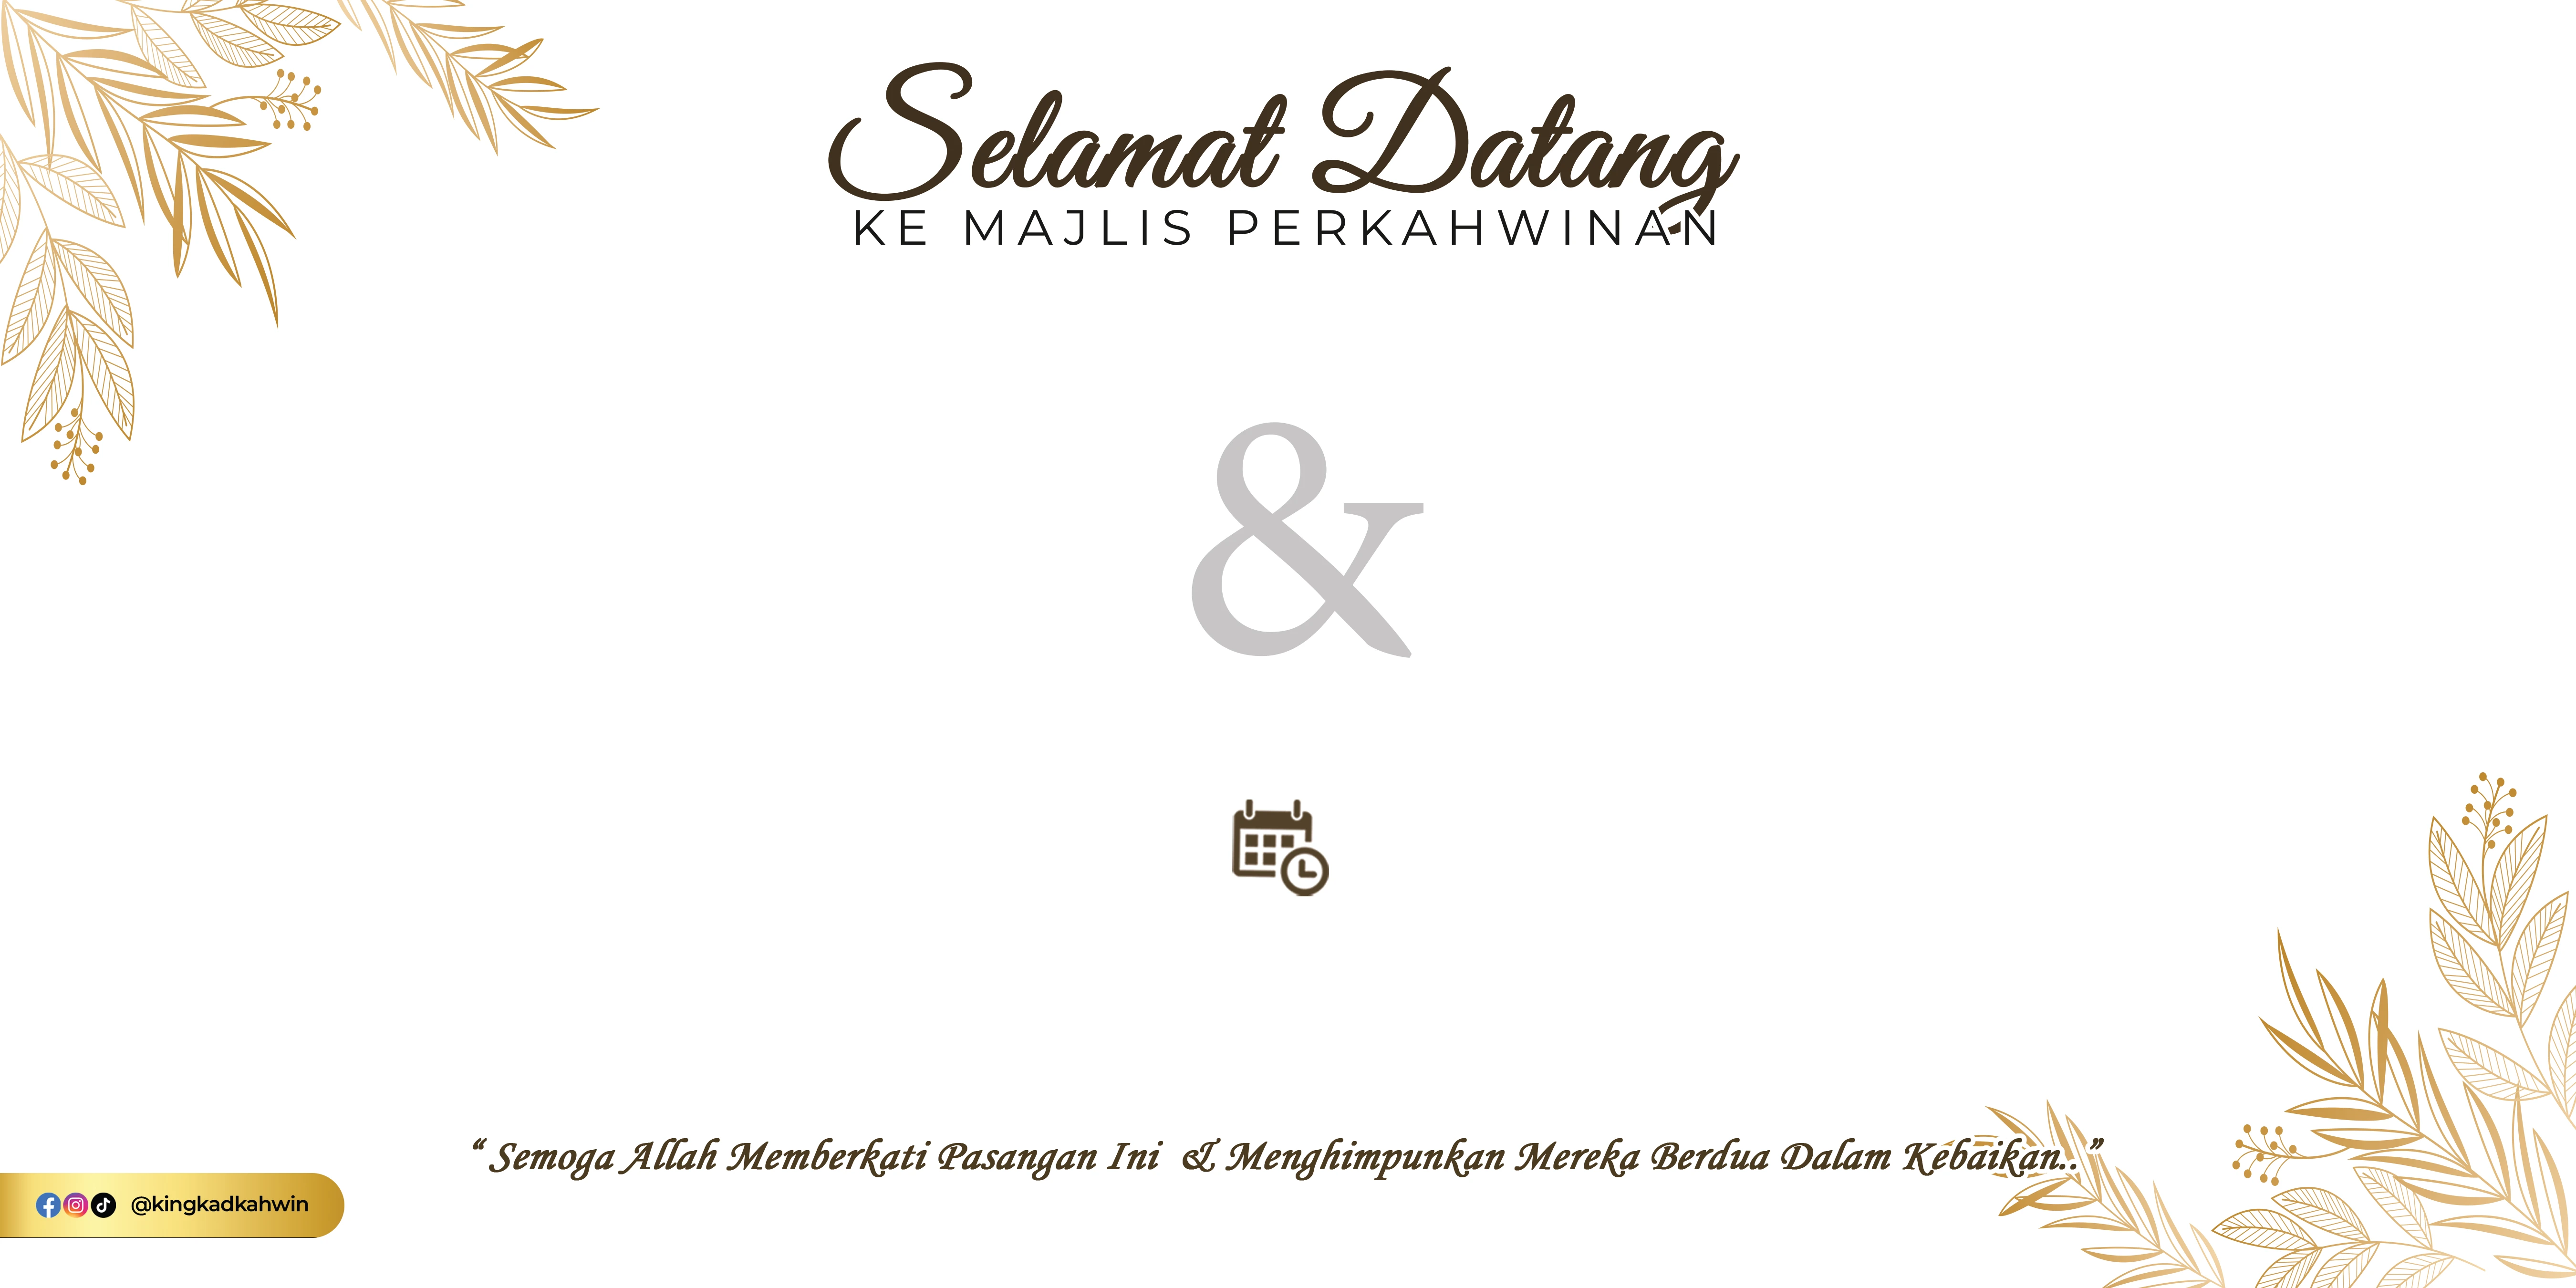 Selamat Datang
KE MAJLIS PERKAHWINAN
&
“ Semoga Allah Memberkati Pasangan Ini & Menghimpunkan Mereka Berdua Dalam Kebaikan.. ”
@kingkadkahwin